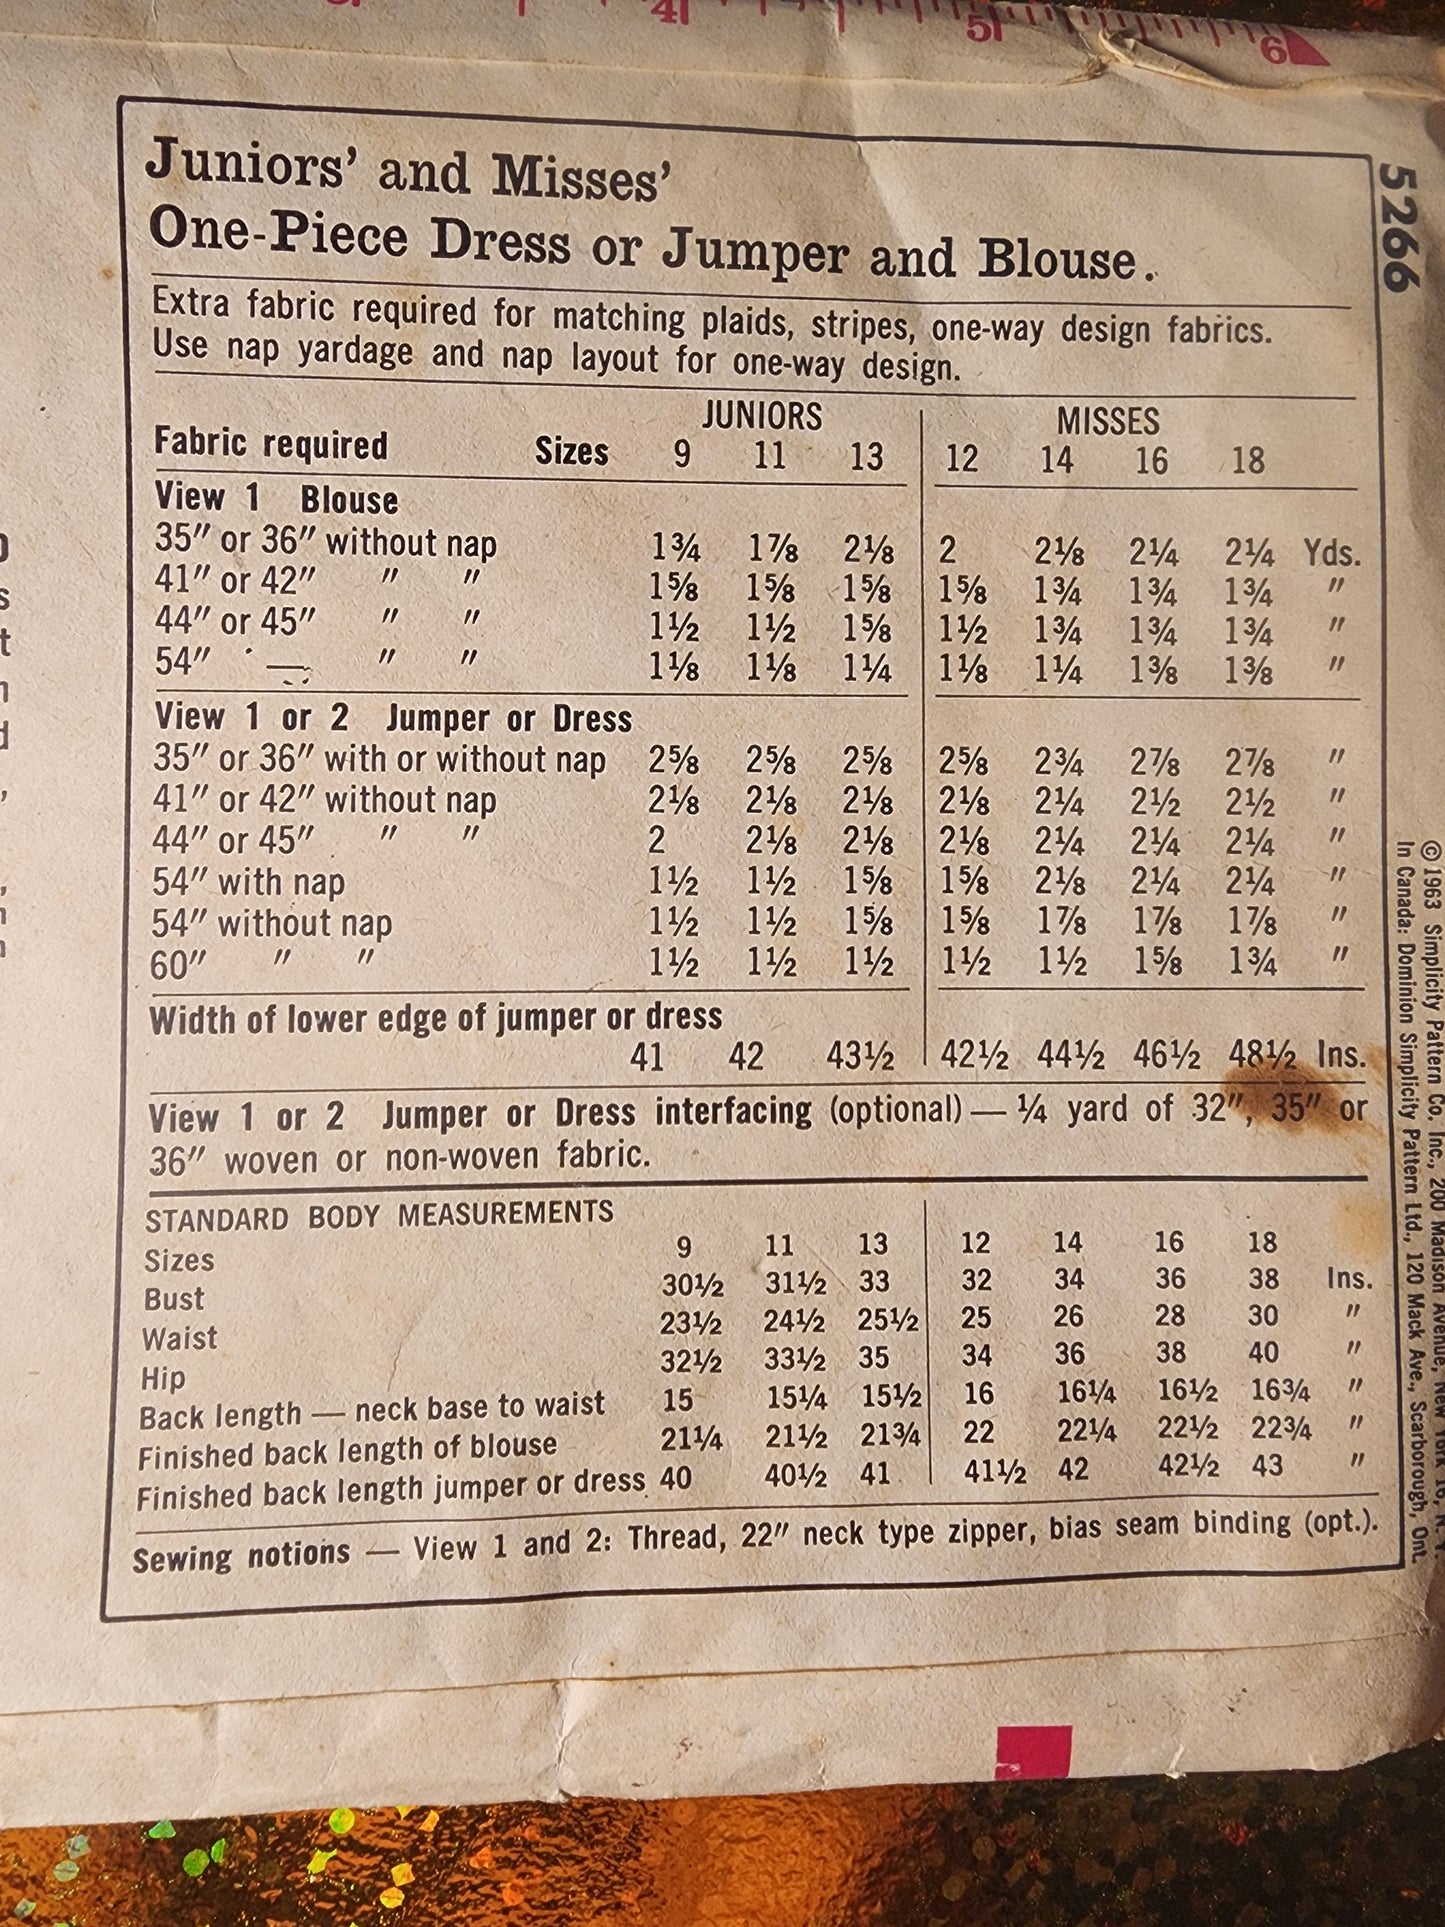 4
5
6
Juniors' and Misses'
One-Piece Dress or Jumper and Blouse.
Extra fabric required for matching plaids, stripes, one-way design fabrics.
Use nap yardage and nap layout for one-way design.
JUNIORS MISSES
Fabric required Sizes 9 11 13 12 14 16 18
View 1 Blouse
35″ or 36″ without nap 1¾ 1⅞ 2⅛ 2 2⅛ 2¼ 2¼ Yds.
41″ or 42″ ″ ″ 1⅝ 1⅝ 1⅝ 1⅝ 1¾ 1¾ 1¾ ″
44″ or 45″ ″ ″ 1½ 1½ 1⅝ 1½ 1¾ 1¾ 1¾ ″
54″ — ″ ″ 1⅛ 1⅛ 1¼ 1⅛ 1¼ 1⅜ 1⅜ ″
View 1 or 2 Jumper or Dress
35″ or 36″ with or without nap 2⅝ 2⅝ 2⅝ 2⅝ 2¾ 2⅞ 2⅞ ″
41″ or 42″ without nap 2⅛ 2⅛ 2⅛ 2⅛ 2¼ 2½ 2½ ″
44″ or 45″ ″ ″ 2 2⅛ 2⅛ 2⅛ 2¼ 2¼ 2¼ ″
54″ with nap 1½ 1½ 1⅝ 1⅝ 2⅛ 2¼ 2¼ ″
54″ without nap 1½ 1½ 1⅝ 1⅝ 1⅞ 1⅞ 1⅞ ″
60″ ″ ″ 1½ 1½ 1½ 1½ 1½ 1⅝ 1¾ ″
Width of lower edge of jumper or dress
41 42 43½ 42½ 44½ 46½ 48½ Ins.
View 1 or 2 Jumper or Dress interfacing (optional) — ¼ yard of 32″, 35″ or
36″ woven or non-woven fabric.
STANDARD BODY MEASUREMENTS
Sizes 9 11 13 12 14 16 18
Bust 30½ 31½ 33 32 34 36 38 Ins.
Waist 23½ 24½ 25½ 25 26 28 30 ″
Hip 32½ 33½ 35 34 36 38 40 ″
Back length — neck base to waist 15 15¼ 15½ 16 16¼ 16½ 16¾ ″
Finished back length of blouse 21¼ 21½ 21¾ 22 22¼ 22½ 22¾ ″
Finished back length jumper or dress 40 40½ 41 41½ 42 42½ 43 ″
Sewing notions — View 1 and 2: Thread, 22″ neck type zipper, bias seam binding (opt.).
5266
© 1963 Simplicity Pattern Co. Inc., 200 Madison Avenue, New York 16, N. Y.
In Canada: Dominion Simplicity Pattern Ltd., 120 Mack Ave., Scarborough, Ont.